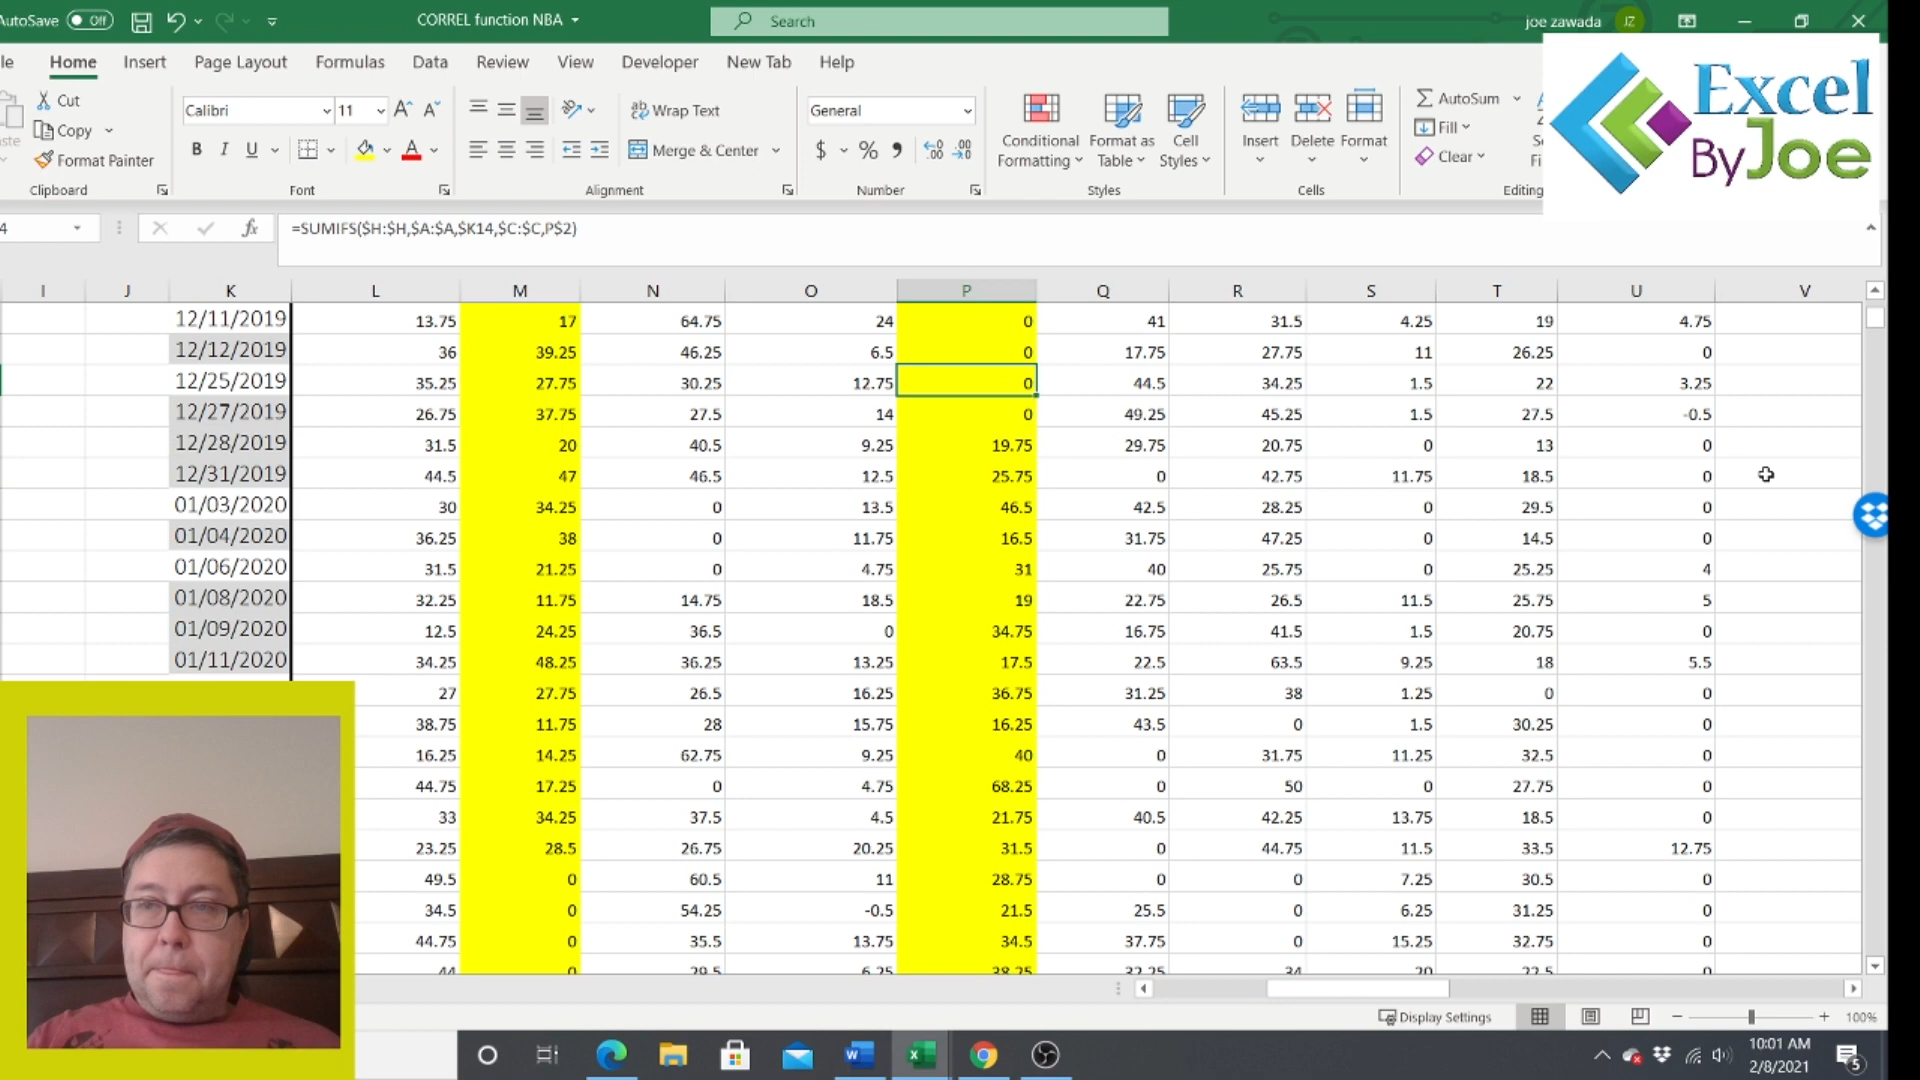 AutoSave Off CORREL function NBA Search joe zawada JZ
le Home Insert Page Layout Formulas Data Review View Developer New Tab Help
Excel
ByJoe
Cut
Copy
Format Painter
Clipboard
Calibri 11
B I U
Font
Wrap Text
Merge & Center
Alignment
General
$ % 9
Number
Conditional Formatting
Format as Table
Cell Styles
Styles
Insert Delete Format
Cells
AutoSum
Fill
Clear
Editing
4 fx =SUMIFS($H:$H,$A:$A,$K14,$C:$C,P$2)
I J K L M N O P Q R S T U V
12/11/2019 13.75 17 64.75 24 0 41 31.5 4.25 19 4.75
12/12/2019 36 39.25 46.25 6.5 0 17.75 27.75 11 26.25 0
12/25/2019 35.25 27.75 30.25 12.75 0 44.5 34.25 1.5 22 3.25
12/27/2019 26.75 37.75 27.5 14 0 49.25 45.25 1.5 27.5 -0.5
12/28/2019 31.5 20 40.5 9.25 19.75 29.75 20.75 0 13 0
12/31/2019 44.5 47 46.5 12.5 25.75 0 42.75 11.75 18.5 0
01/03/2020 30 34.25 0 13.5 46.5 42.5 28.25 0 29.5 0
01/04/2020 36.25 38 0 11.75 16.5 31.75 47.25 0 14.5 0
01/06/2020 31.5 21.25 0 4.75 31 40 25.75 0 25.25 4
01/08/2020 32.25 11.75 14.75 18.5 19 22.75 26.5 11.5 25.75 5
01/09/2020 12.5 24.25 36.5 0 34.75 16.75 41.5 1.5 20.75 0
01/11/2020 34.25 48.25 36.25 13.25 17.5 22.5 63.5 9.25 18 5.5
27 27.75 26.5 16.25 36.75 31.25 38 1.25 0 0
38.75 11.75 28 15.75 16.25 43.5 0 1.5 30.25 0
16.25 14.25 62.75 9.25 40 0 31.75 11.25 32.5 0
44.75 17.25 0 4.75 68.25 0 50 0 27.75 0
33 34.25 37.5 4.5 21.75 40.5 42.25 13.75 18.5 0
23.25 28.5 26.75 20.25 31.5 0 44.75 11.5 33.5 12.75
49.5 0 60.5 11 28.75 0 0 7.25 30.5 0
34.5 0 54.25 -0.5 21.5 25.5 0 6.25 31.25 0
44.75 0 35.5 13.75 34.5 37.75 0 15.25 32.75 0
44 0 29.5 6.25 38.25 32.25 34 20 22.5 0
Display Settings 100%
10:01 AM
2/8/2021
5